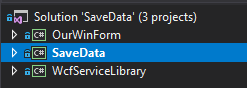 Solution 'SaveData' (3 projects)
C# OurWinForm
C# SaveData
C# WcfServiceLibrary